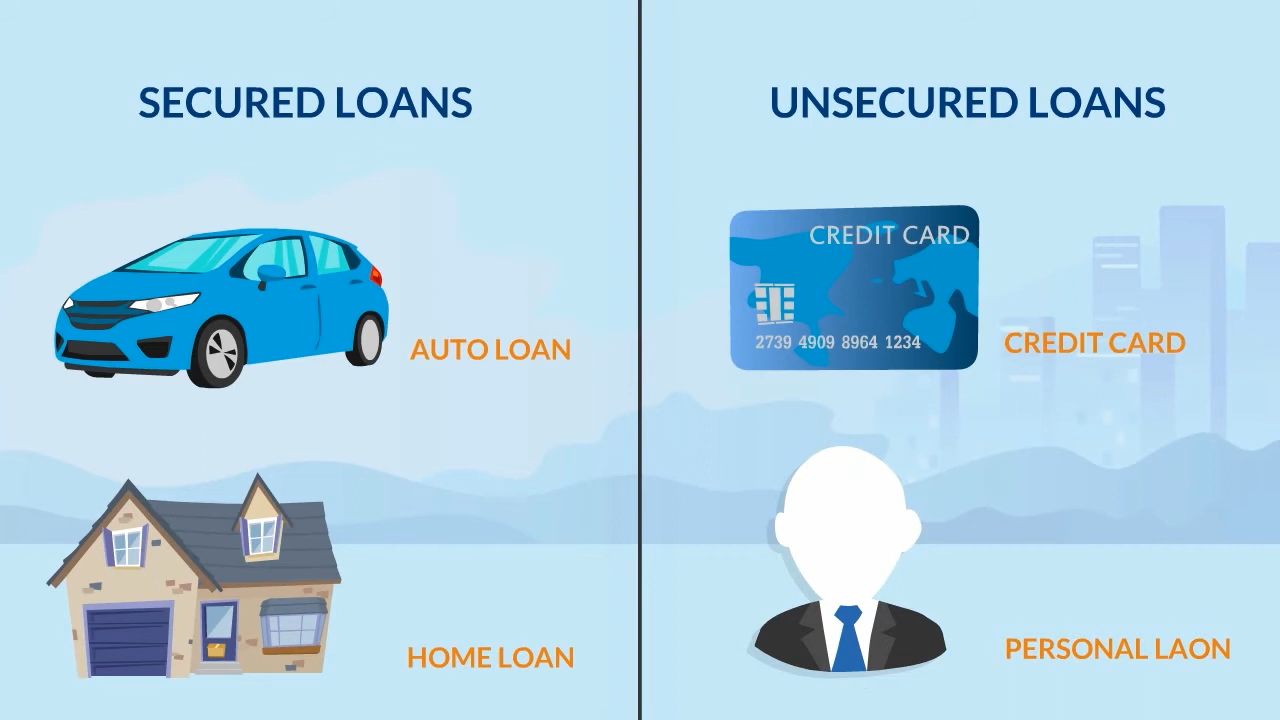 SECURED LOANS
AUTO LOAN
HOME LOAN
UNSECURED LOANS
CREDIT CARD
2739 4909 8964 1234
CREDIT CARD
PERSONAL LAON